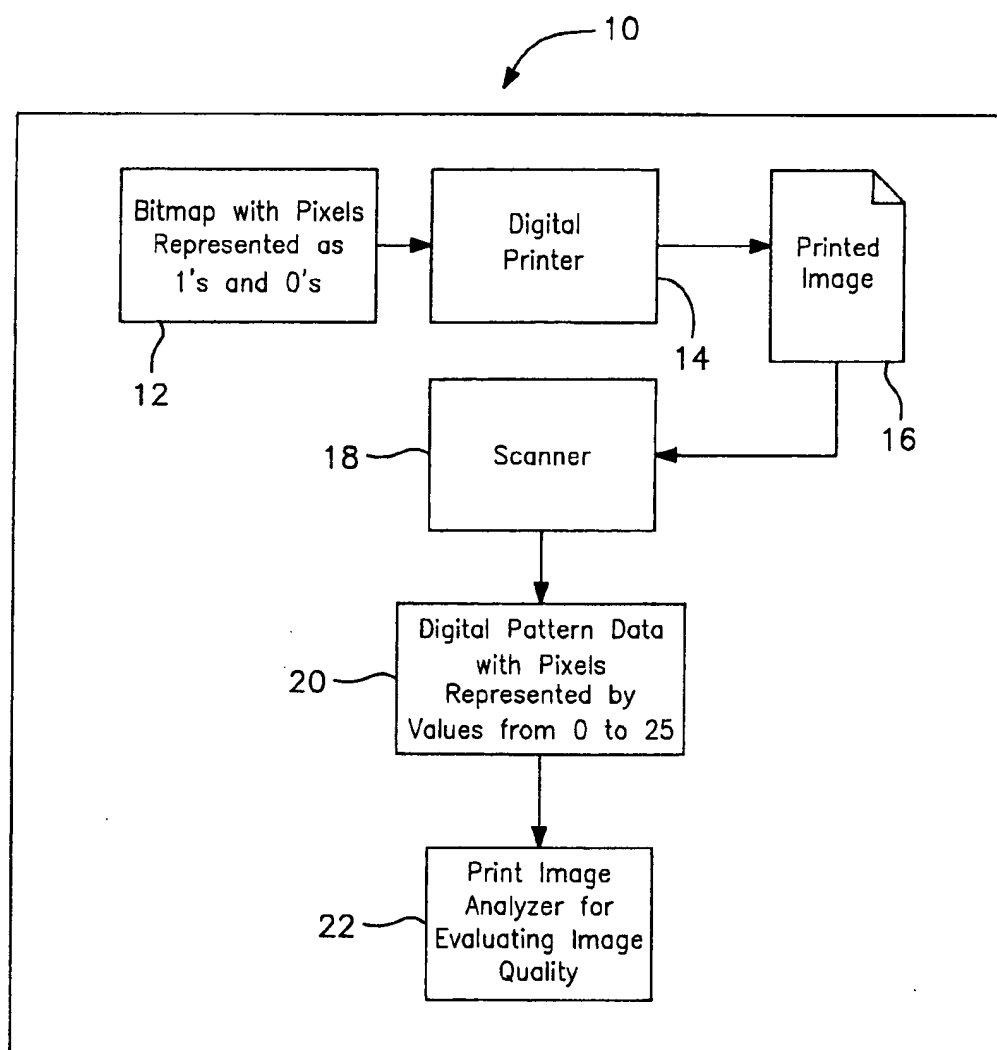 10
Bitmap with Pixels
Represented as
1's and 0's
12
Digital
Printer
14
Printed
Image
16
18
Scanner
Digital Pattern Data
with Pixels
Represented by
Values from 0 to 25
20
Print Image
Analyzer for
Evaluating Image
Quality
22